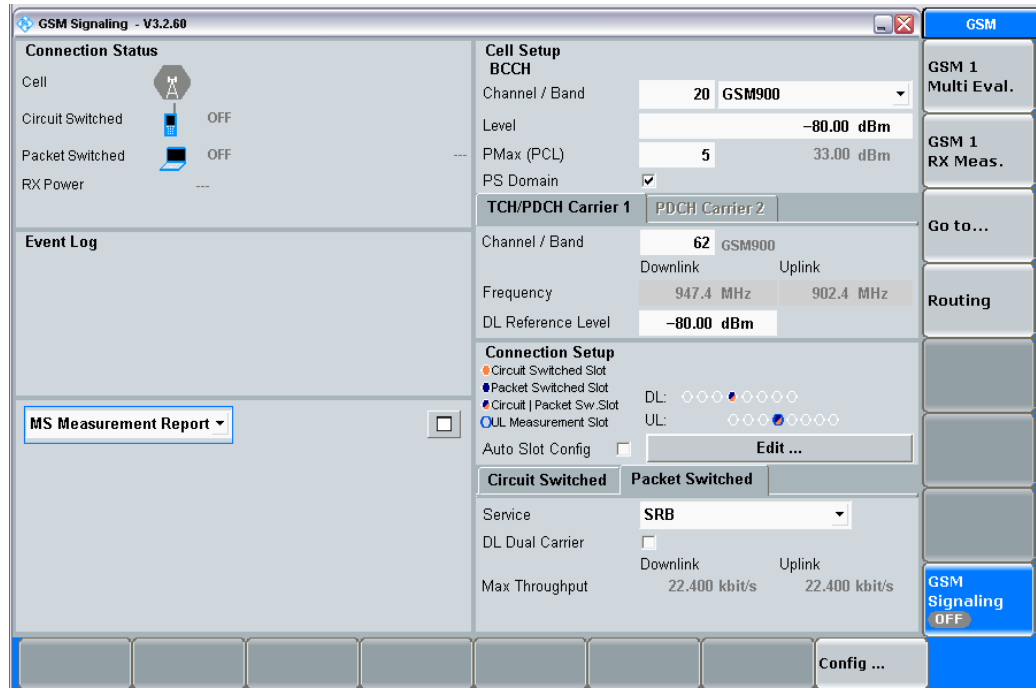 GSM Signaling - V3.2.60
Connection Status
Cell
Circuit Switched OFF
Packet Switched OFF ---
RX Power ---
Event Log
MS Measurement Report
Cell Setup
BCCH
Channel / Band 20 GSM900
Level -80.00 dBm
PMax (PCL) 5 33.00 dBm
PS Domain
TCH/PDCH Carrier 1 PDCH Carrier 2
Channel / Band 62 GSM900
Downlink Uplink
Frequency 947.4 MHz 902.4 MHz
DL Reference Level -80.00 dBm
Connection Setup
Circuit Switched Slot
Packet Switched Slot
Circuit | Packet Sw.Slot
UL Measurement Slot
DL:
UL:
Auto Slot Config Edit ...
Circuit Switched Packet Switched
Service SRB
DL Dual Carrier
Downlink Uplink
Max Throughput 22.400 kbit/s 22.400 kbit/s
GSM
GSM 1
Multi Eval.
GSM 1
RX Meas.
Go to...
Routing
GSM
Signaling
OFF
Config ...